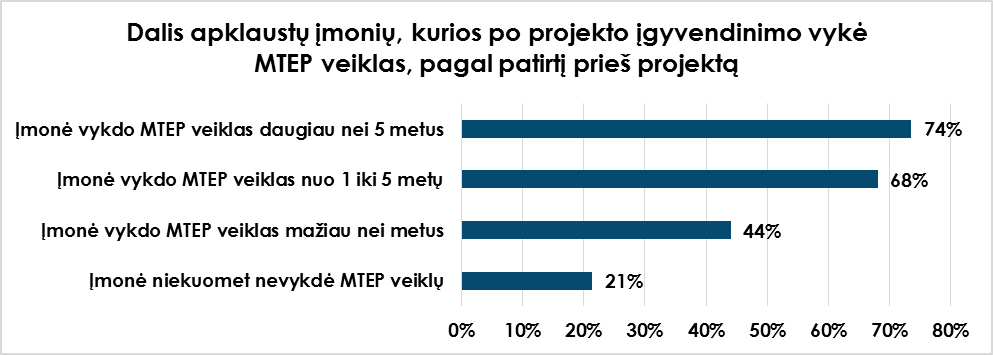 Dalis apklaustų įmonių, kurios po projekto įgyvendinimo vykė
MTEP veiklas, pagal patirtį prieš projektą
Įmonė vykdo MTEP veiklas daugiau nei 5 metus
74%
Įmonė vykdo MTEP veiklas nuo 1 iki 5 metų
68%
Įmonė vykdo MTEP veiklas mažiau nei metus
44%
Įmonė niekuomet nevykdė MTEP veiklų
21%
0% 10% 20% 30% 40% 50% 60% 70% 80%